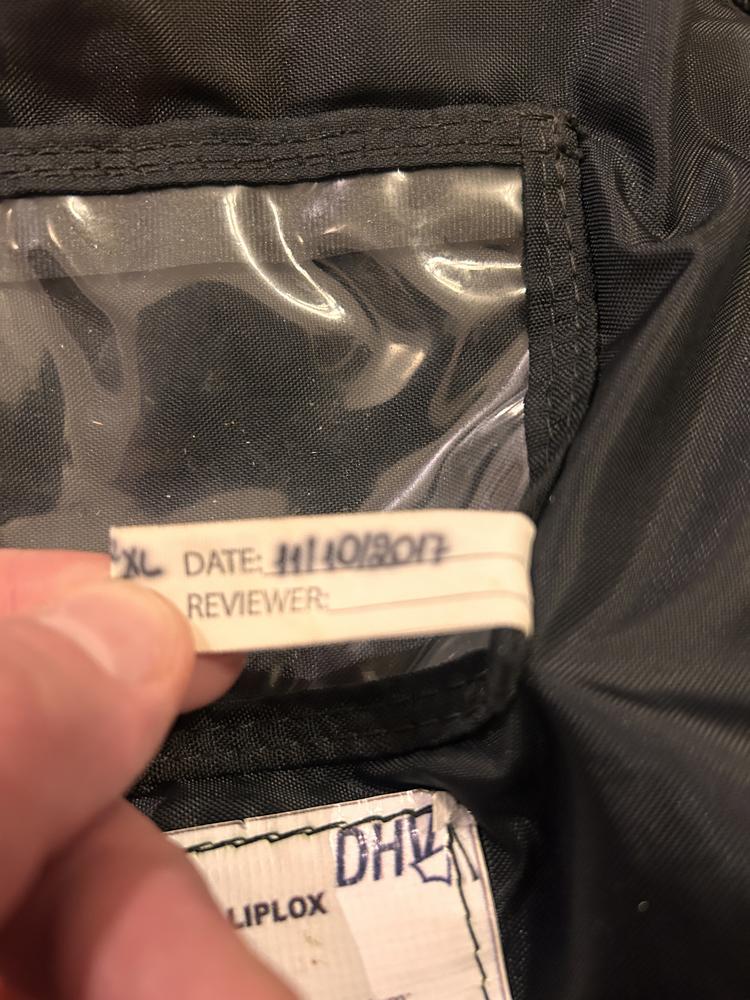 XL DATE: 11/10/2017
REVIEWER:
DHZ
LIPLOX